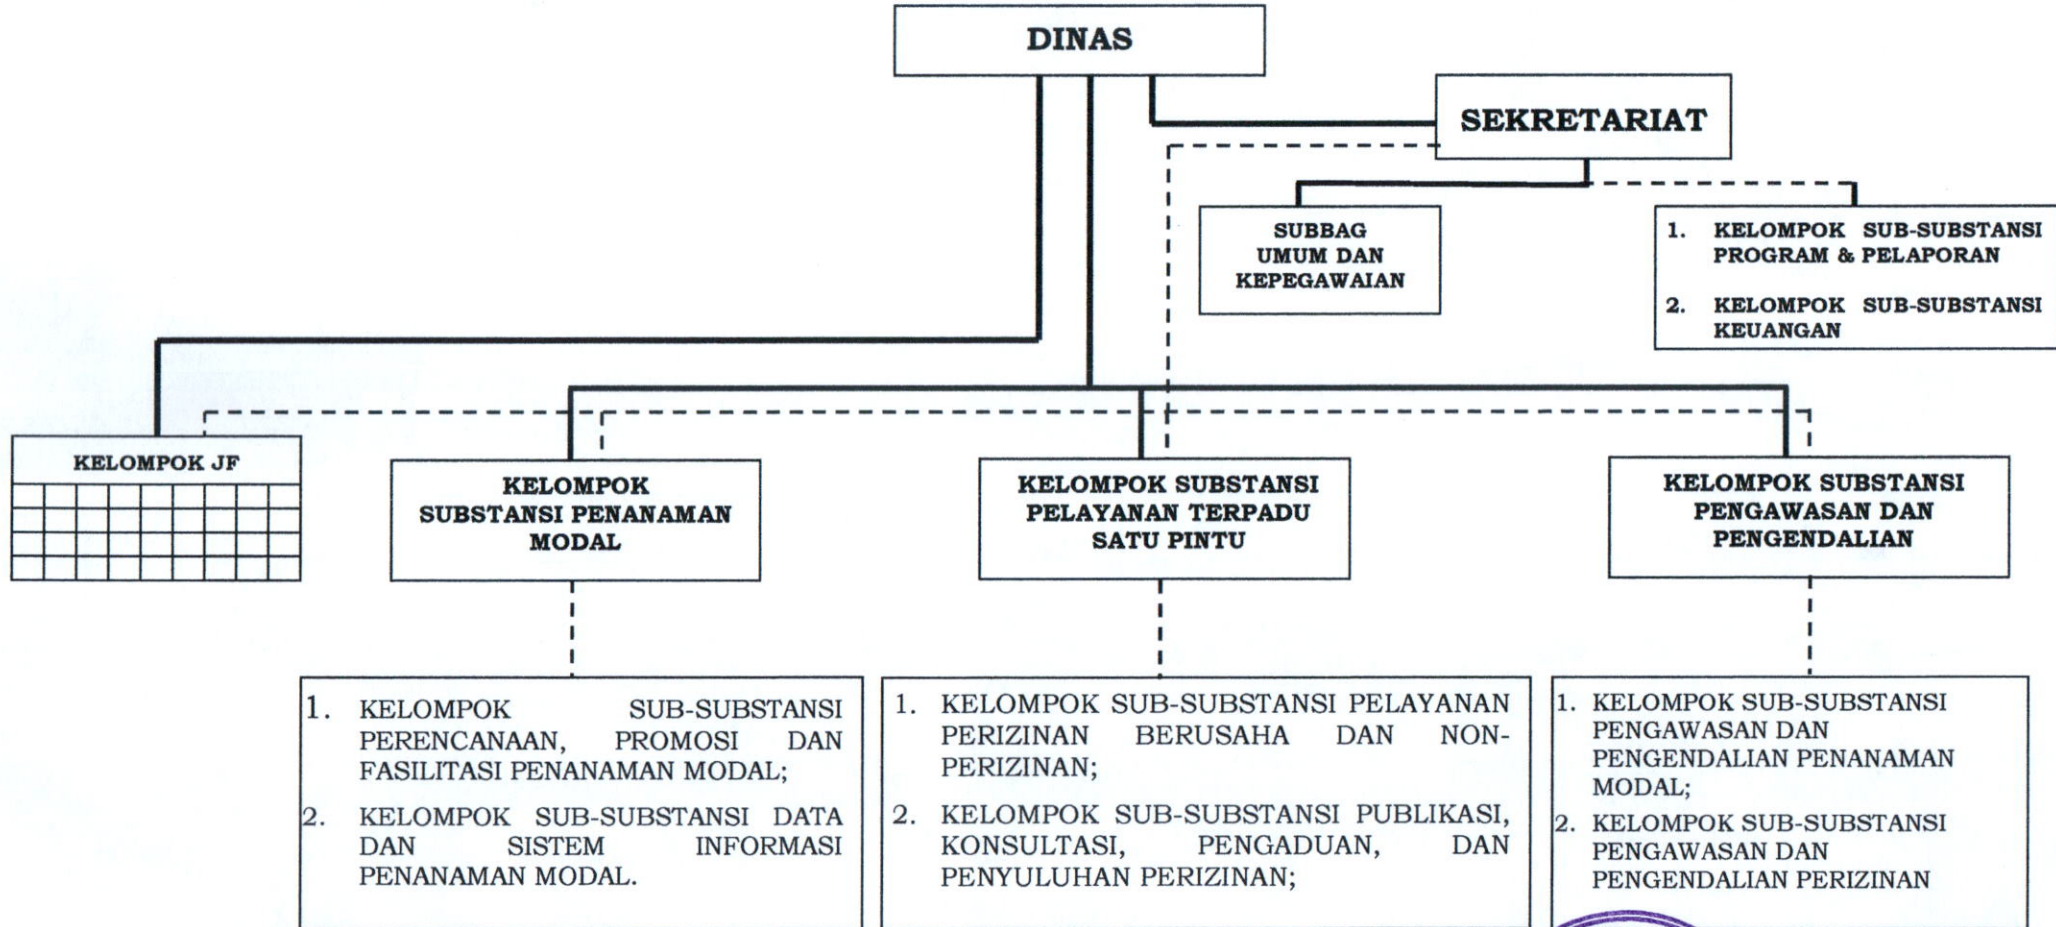 DINAS
SEKRETARIAT
SUBBAG
UMUM DAN
KEPEGAWAIAN
1. KELOMPOK SUB-SUBSTANSI
PROGRAM & PELAPORAN
2. KELOMPOK SUB-SUBSTANSI
KEUANGAN
KELOMPOK JF
KELOMPOK
SUBSTANSI PENANAMAN
MODAL
KELOMPOK SUBSTANSI
PELAYANAN TERPADU
SATU PINTU
KELOMPOK SUBSTANSI
PENGAWASAN DAN
PENGENDALIAN
1. KELOMPOK SUB-SUBSTANSI
PERENCANAAN, PROMOSI DAN
FASILITASI PENANAMAN MODAL;
2. KELOMPOK SUB-SUBSTANSI DATA
DAN SISTEM INFORMASI
PENANAMAN MODAL.
1. KELOMPOK SUB-SUBSTANSI PELAYANAN
PERIZINAN BERUSAHA DAN NON-
PERIZINAN;
2. KELOMPOK SUB-SUBSTANSI PUBLIKASI,
KONSULTASI, PENGADUAN, DAN
PENYULUHAN PERIZINAN;
1. KELOMPOK SUB-SUBSTANSI
PENGAWASAN DAN
PENGENDALIAN PENANAMAN
MODAL;
2. KELOMPOK SUB-SUBSTANSI
PENGAWASAN DAN
PENGENDALIAN PERIZINAN